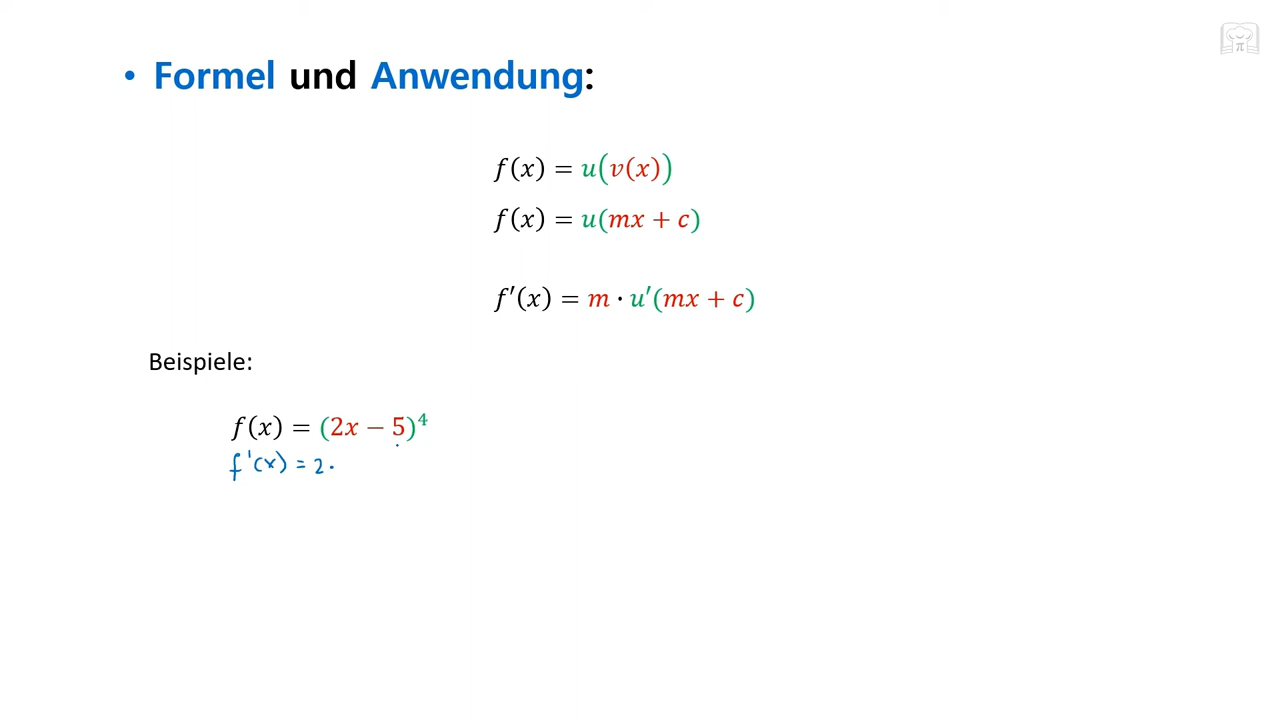 • Formel und Anwendung:
f(x) = u(v(x))
f(x) = u(mx + c)
f′(x) = m · u′(mx + c)
Beispiele:
f(x) = (2x − 5)⁴
f'(x) = 2·